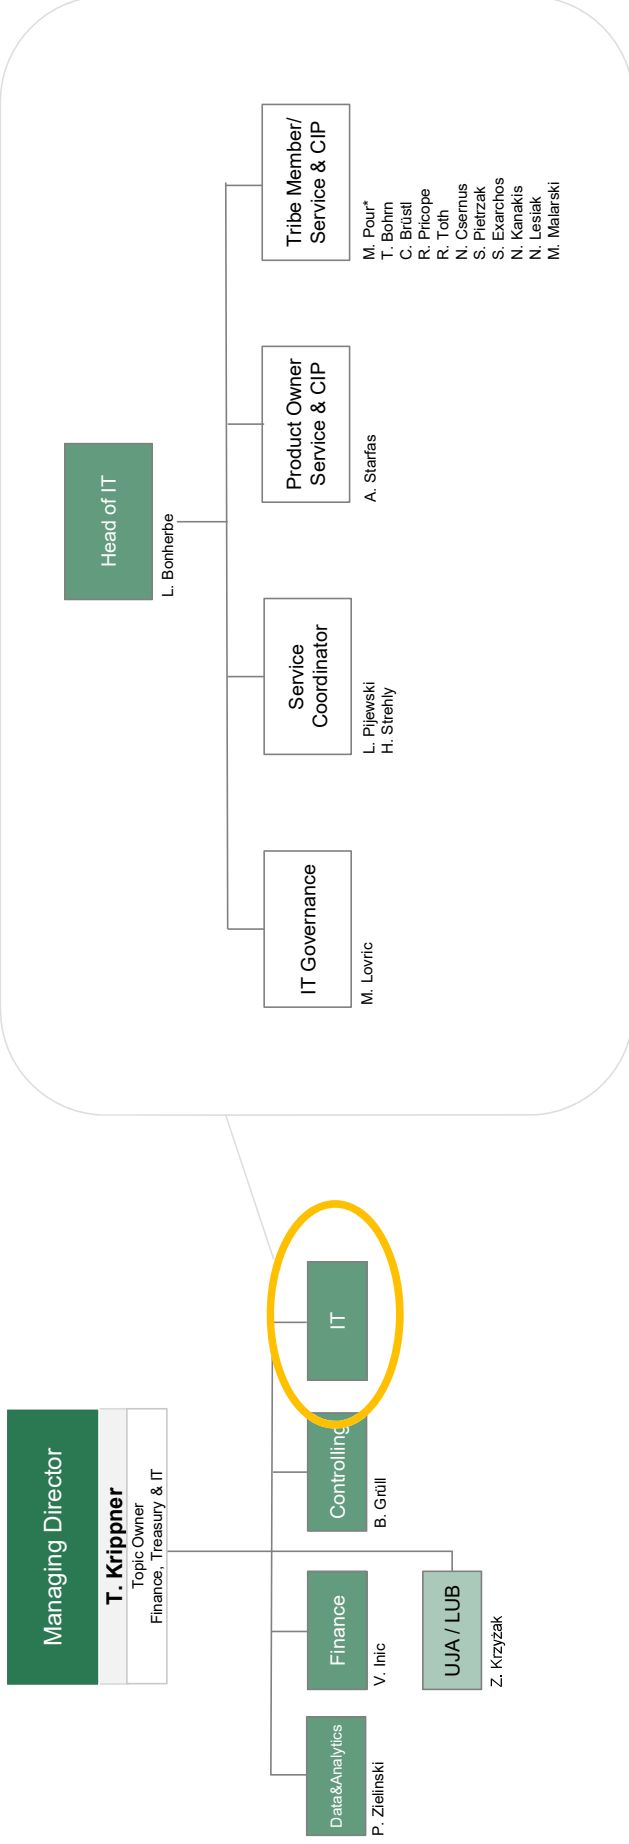 Managing Director
T. Krippner
Topic Owner
Finance, Treasury & IT
Data&Analytics
P. Zielinski
Finance
V. Inic
Controlling
B. Grüll
IT
UJA / LUB
Z. Krzyżak
Head of IT
L. Bonherbe
IT Governance
M. Lovric
Service
Coordinator
L. Pijewski
H. Strehly
Product Owner
Service & CIP
A. Starfas
Tribe Member/
Service & CIP
M. Pour*
T. Bohrn
C. Brüstl
R. Pricope
R. Toth
N. Csernus
S. Pietrzak
S. Exarchos
N. Kanakis
N. Lesiak
M. Malarski